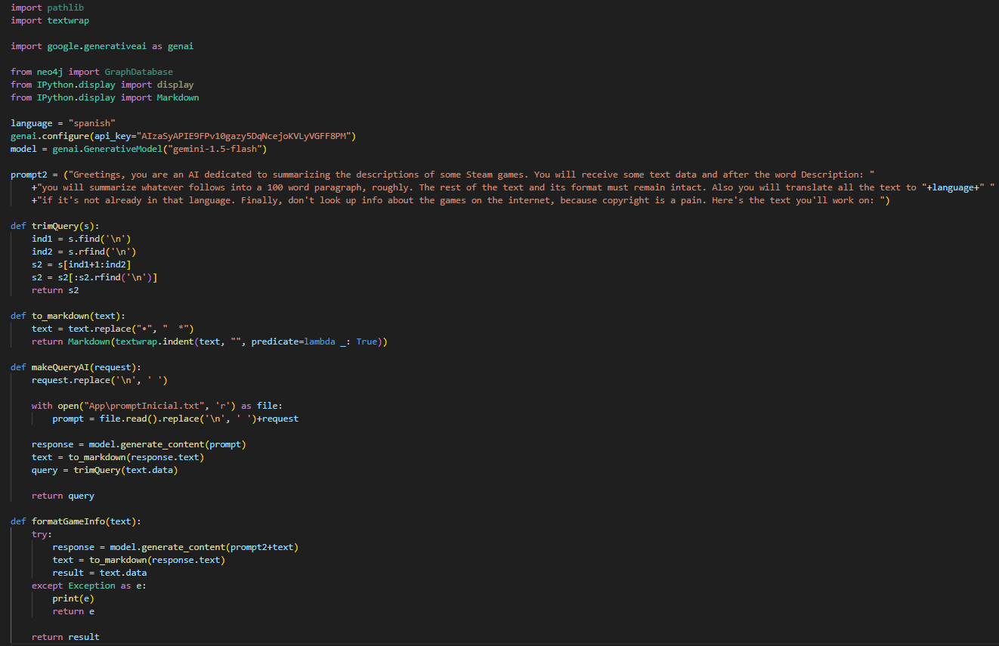 import pathlib
import textwrap

import google.generativeai as genai

from neo4j import GraphDatabase
from IPython.display import display
from IPython.display import Markdown

language = "spanish"
genai.configure(api_key="AIzaSyAPIE9FPv10gazy5DqNcejoKVLyVGFF8PM")
model = genai.GenerativeModel("gemini-1.5-flash")

prompt2 = ("Greetings, you are an AI dedicated to summarizing the descriptions of some Steam games. You will receive some text data and after the word Description: "
    +"you will summarize whatever follows into a 100 word paragraph, roughly. The rest of the text and its format must remain intact. Also you will translate all the text to "+language+" "
    +"if it's not already in that language. Finally, don't look up info about the games on the internet, because copyright is a pain. Here's the text you'll work on: ")

def trimQuery(s):
    ind1 = s.find('\n')
    ind2 = s.rfind('\n')
    s2 = s[ind1+1:ind2]
    s2 = s2[:s2.rfind('\n')]
    return s2

def to_markdown(text):
    text = text.replace("•", "  *")
    return Markdown(textwrap.indent(text, "", predicate=lambda _: True))

def makeQueryAI(request):
    request.replace('\n', ' ')

    with open("App\promptInicial.txt", 'r') as file:
        prompt = file.read().replace('\n', ' ')+request

    response = model.generate_content(prompt)
    text = to_markdown(response.text)
    query = trimQuery(text.data)

    return query

def formatGameInfo(text):
    try:
        response = model.generate_content(prompt2+text)
        text = to_markdown(response.text)
        result = text.data
    except Exception as e:
        print(e)
        return e

    return result